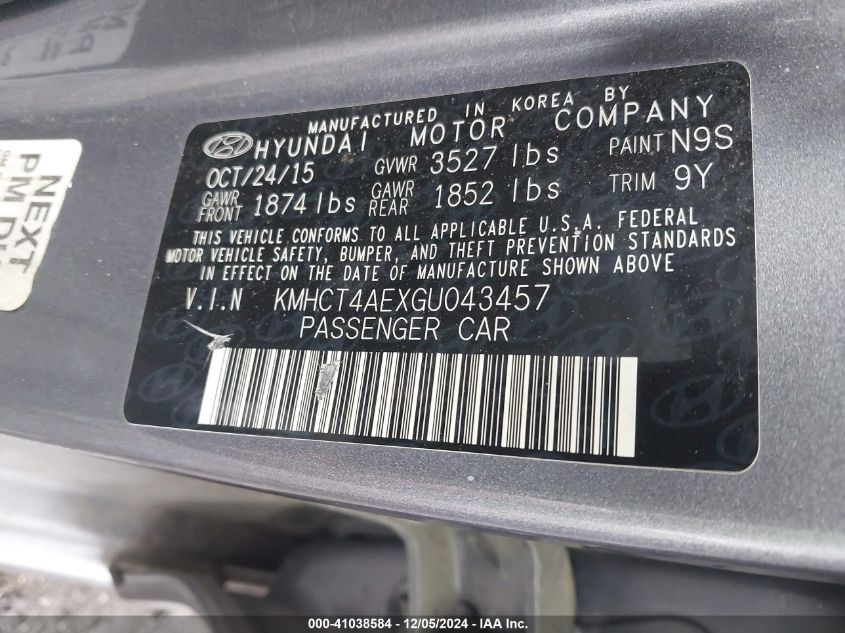 MANUFACTURED IN KOREA BY
HYUNDAI MOTOR COMPANY
OCT/24/15 GVWR 3527 lbs PAINT N9S
GAWR FRONT 1874 lbs GAWR REAR 1852 lbs TRIM 9Y
THIS VEHICLE CONFORMS TO ALL APPLICABLE U.S.A. FEDERAL
MOTOR VEHICLE SAFETY, BUMPER, AND THEFT PREVENTION STANDARDS
IN EFFECT ON THE DATE OF MANUFACTURE SHOWN ABOVE
V.I.N KMHCT4AEXGU043457
PASSENGER CAR
NEXT
PM
000-41038584 - 12/05/2024 - IAA Inc.